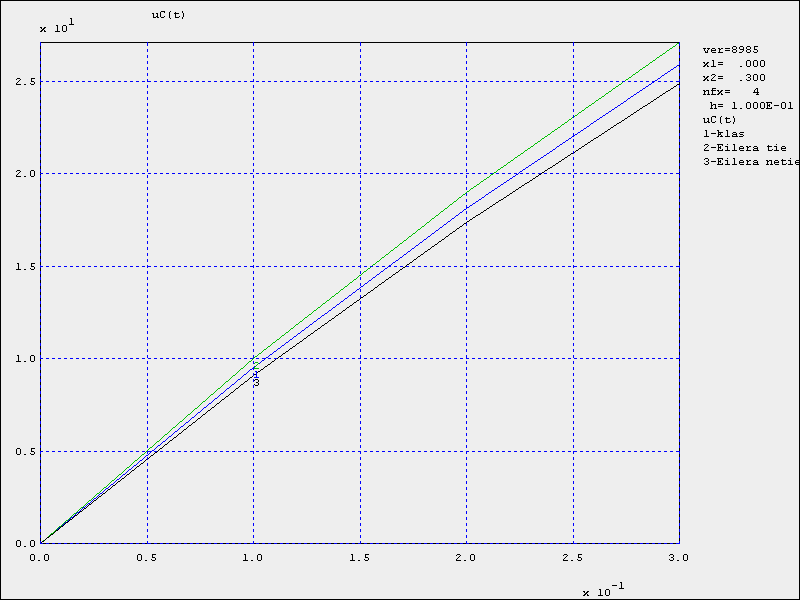 uC(t)
x 10^1
ver=8985
x1= .000
x2= .300
nfx= 4
h= 1.000E-01
uC(t)
1-klas
2-Eilera tie
3-Eilera netie
2.5
2.0
1.5
1.0
1
3
0.5
0.0
0.0 0.5 1.0 1.5 2.0 2.5 3.0
x 10^-1